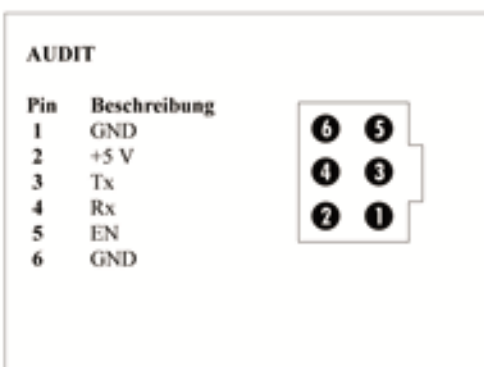 AUDIT
Pin Beschreibung
1 GND
2 +5 V
3 Tx
4 Rx
5 EN
6 GND
6 5
4 3
2 1